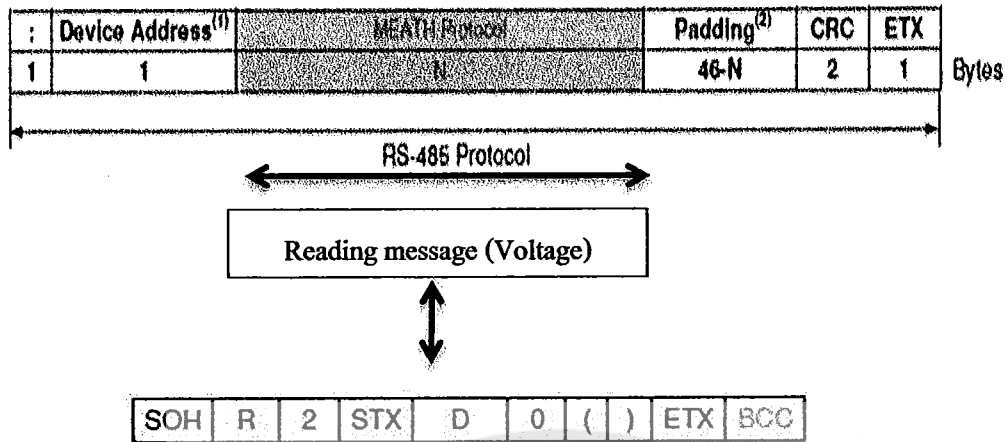 : Device Address(1) MEATH Protocol Padding(2) CRC ETX
1 1 N 46-N 2 1 Bytes
RS-485 Protocol
Reading message (Voltage)
SOH R 2 STX D 0 ( ) ETX BCC